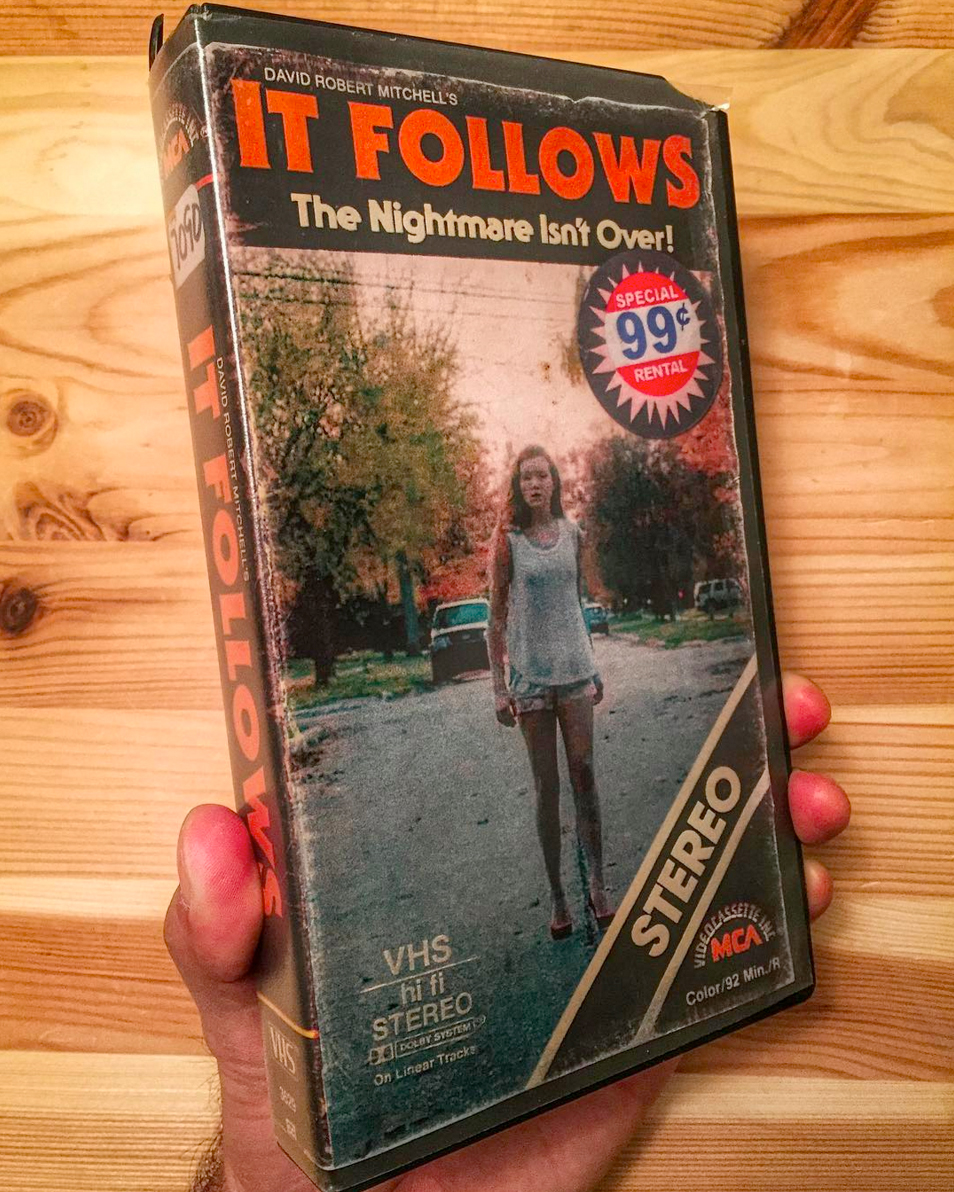 DAVID ROBERT MITCHELL'S
IT FOLLOWS
The Nightmare Isn't Over!
SPECIAL
99¢
RENTAL
STEREO
VIDEOCASSETTE INC.
MCA
Color/92 Min./R
VHS
hi fi
STEREO
DOLBY SYSTEM
On Linear Tracks
MCA
DAVID ROBERT MITCHELL'S
IT FOLLOWS
VHS